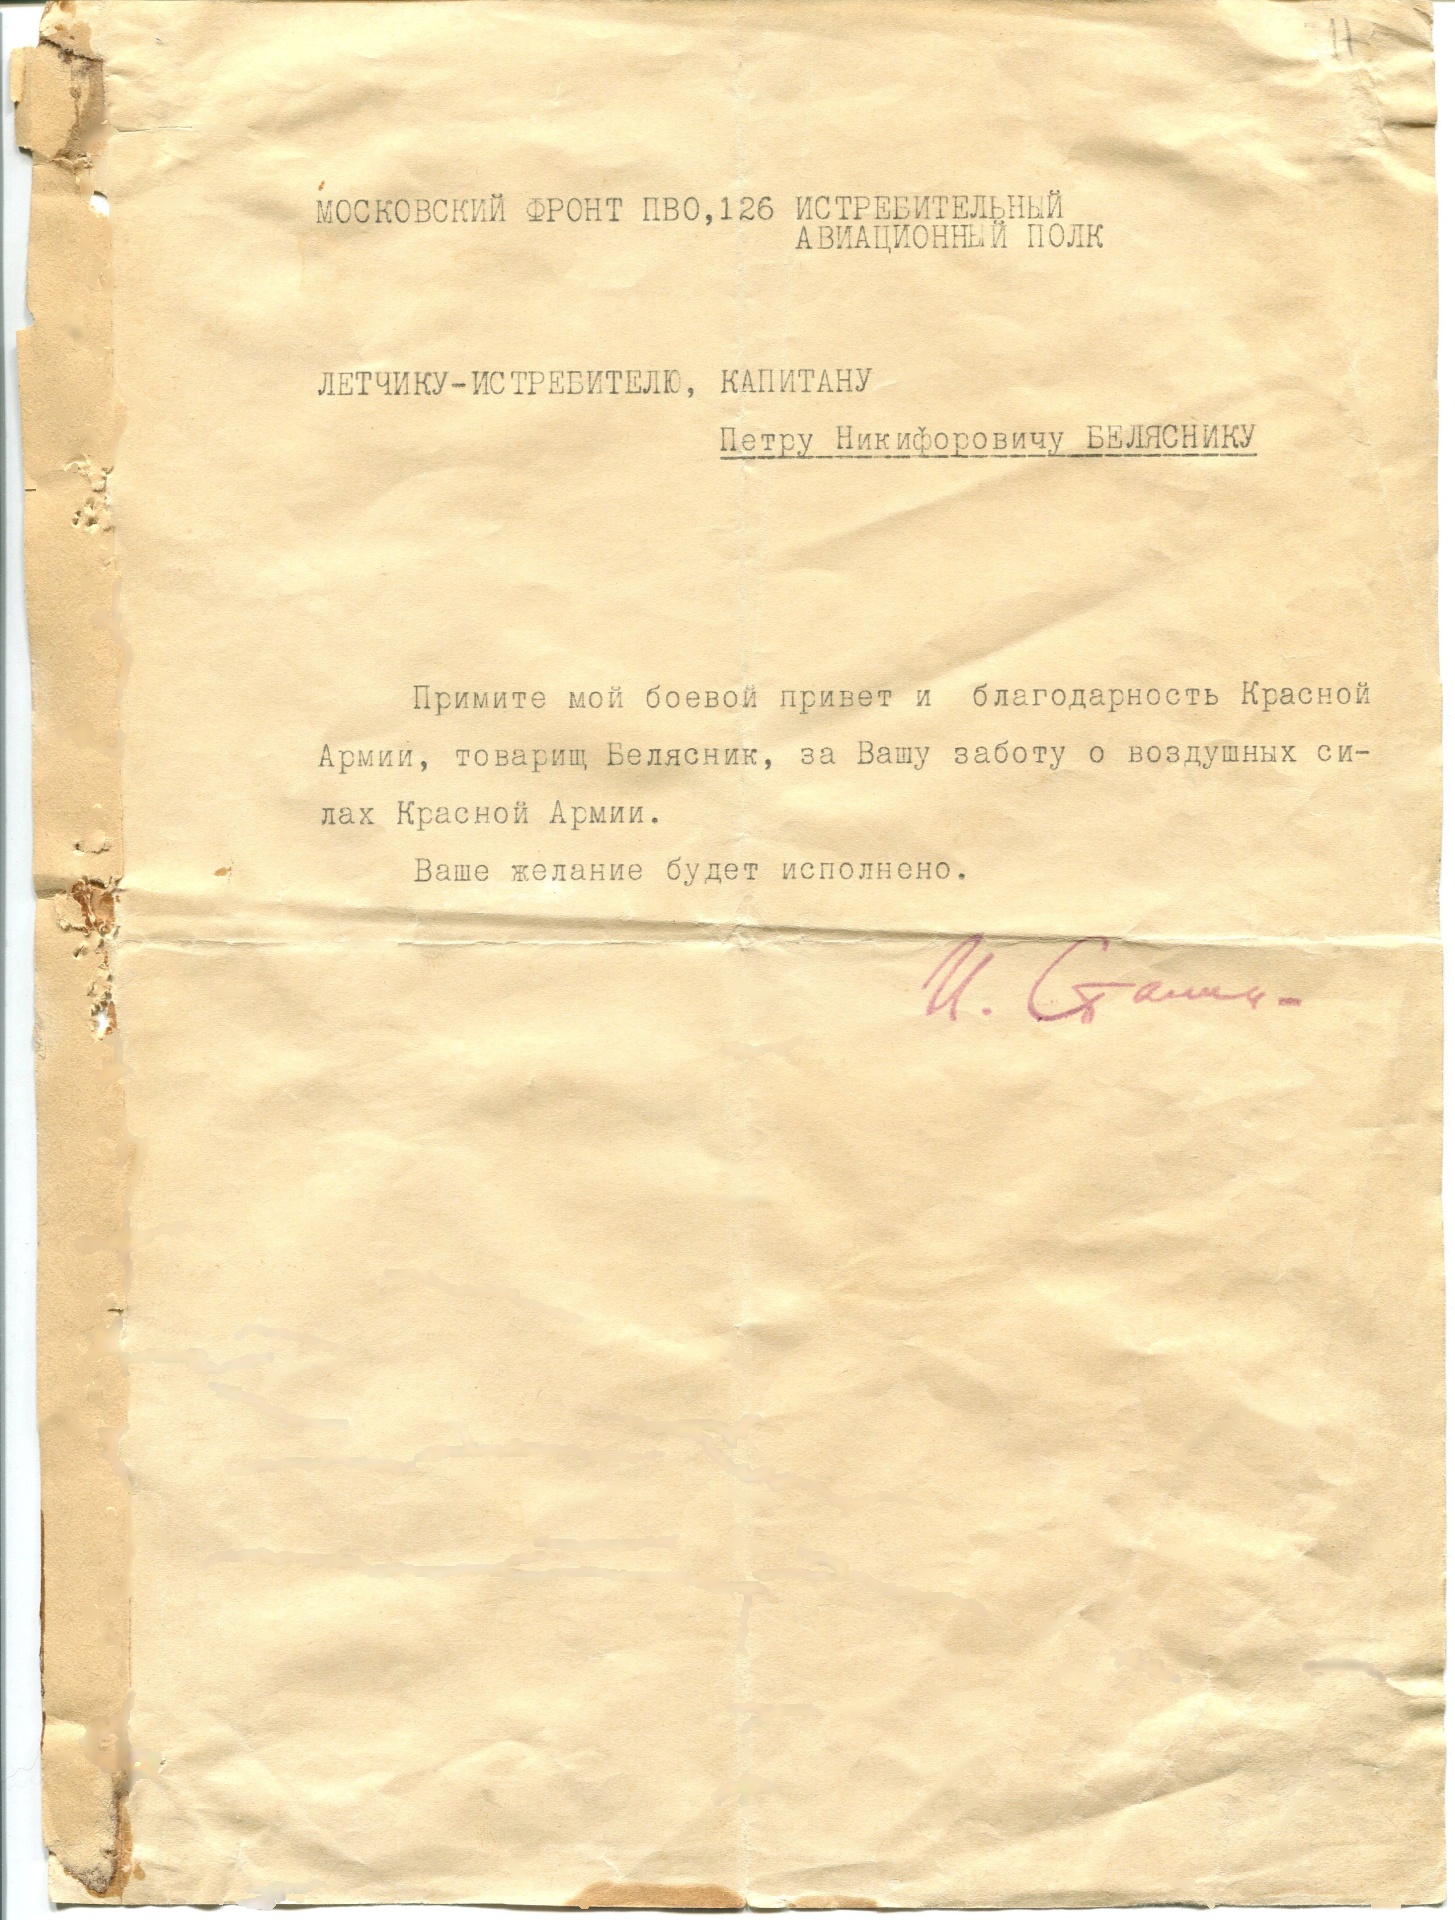 МОСКОВСКИЙ ФРОНТ ПВО,126 ИСТРЕБИТЕЛЬНЫЙ
АВИАЦИОННЫЙ ПОЛК
ЛЕТЧИКУ-ИСТРЕБИТЕЛЮ, КАПИТАНУ
Петру Никифоровичу БЕЛЯСНИКУ
Примите мой боевой привет и благодарность Красной
Армии, товарищ Белясник, за Вашу заботу о воздушных си-
лах Красной Армии.
Ваше желание будет исполнено.
И. Сталин